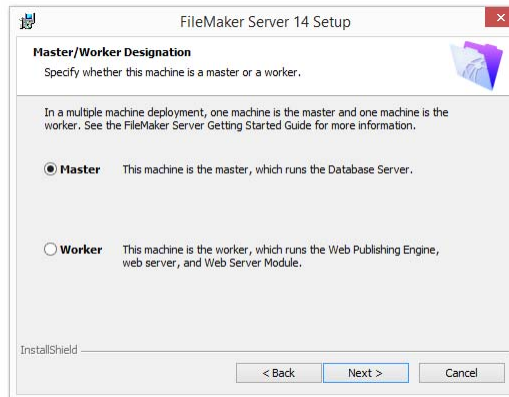 FileMaker Server 14 Setup
Master/Worker Designation
Specify whether this machine is a master or a worker.
In a multiple machine deployment, one machine is the master and one machine is the
worker. See the FileMaker Server Getting Started Guide for more information.
Master This machine is the master, which runs the Database Server.
Worker This machine is the worker, which runs the Web Publishing Engine,
web server, and Web Server Module.
InstallShield
< Back Next > Cancel